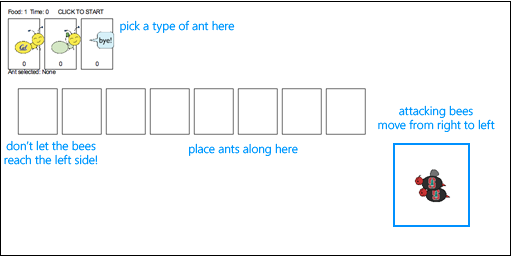 Food: 1 Time: 0 CLICK TO START
pick a type of ant here
Go!
bye!
0 0 0
Ant selected: None
attacking bees
move from right to left
don't let the bees
reach the left side!
place ants along here